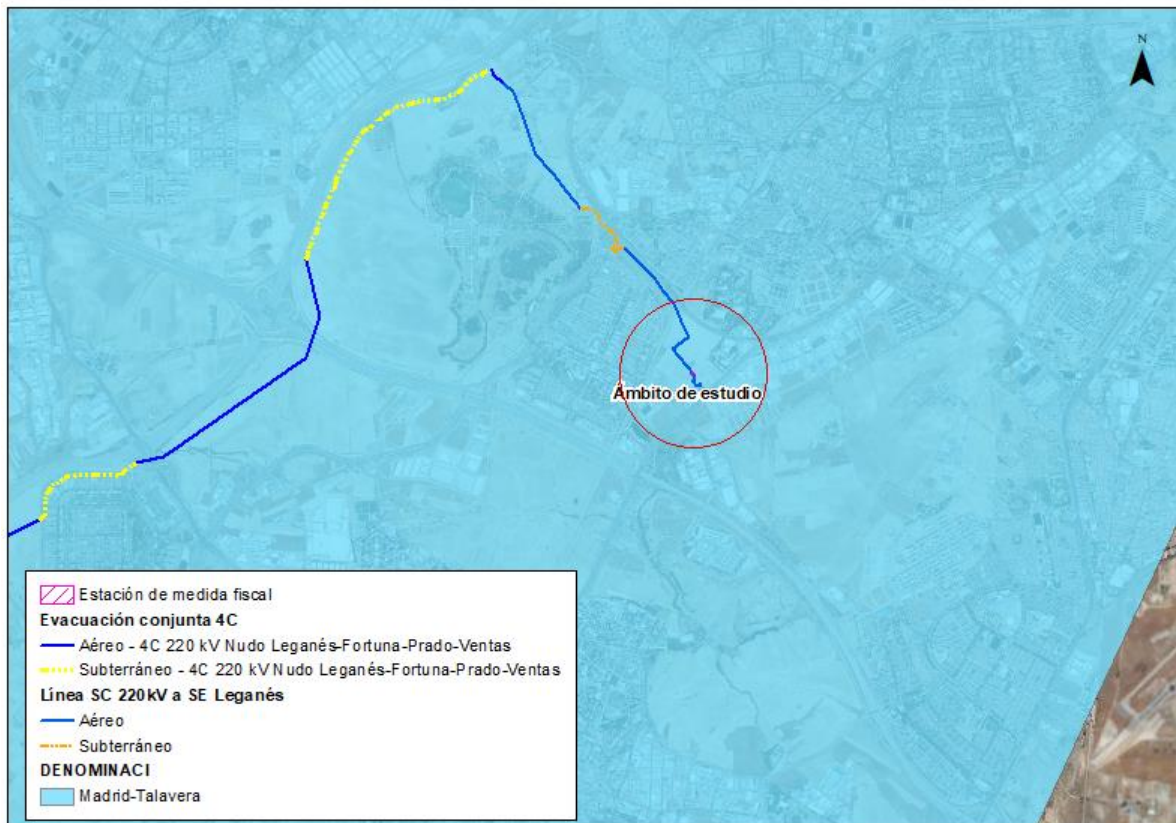 N
Ámbito de estudio
Estación de medida fiscal
Evacuación conjunta 4C
Aéreo - 4C 220 kV Nudo Leganés-Fortuna-Prado-Ventas
Subterráneo - 4C 220 kV Nudo Leganés-Fortuna-Prado-Ventas
Línea SC 220kV a SE Leganés
Aéreo
Subterráneo
DENOMINACI
Madrid-Talavera